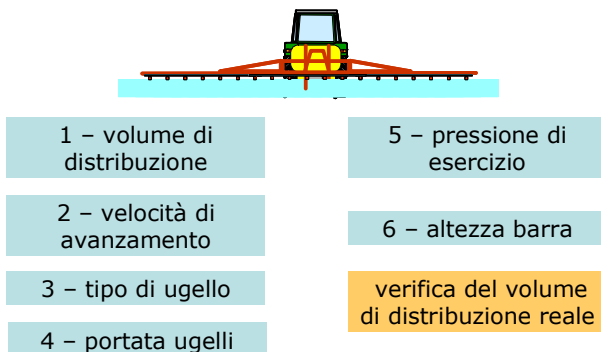 1 – volume di
distribuzione
2 – velocità di
avanzamento
3 – tipo di ugello
4 – portata ugelli
5 – pressione di
esercizio
6 – altezza barra
verifica del volume
di distribuzione reale